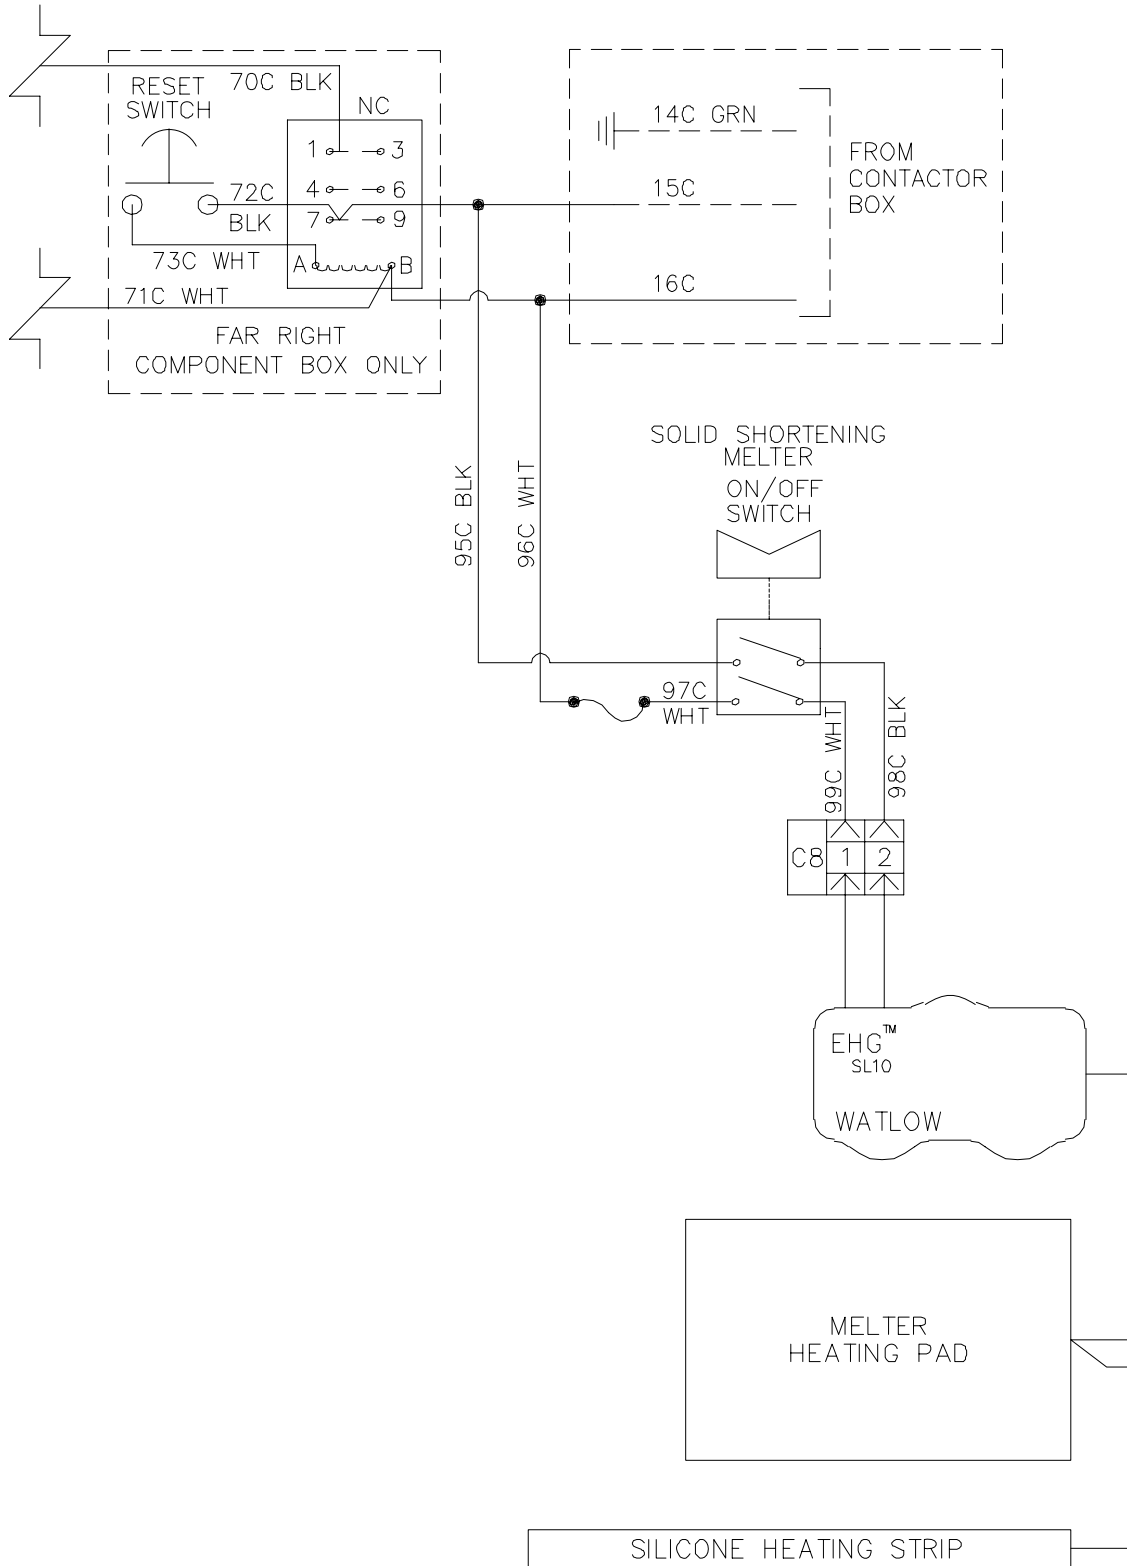 70C BLK
RESET
SWITCH
NC
1 3
4 6
7 9
A B
72C
BLK
73C WHT
71C WHT
FAR RIGHT
COMPONENT BOX ONLY
14C GRN
15C
16C
FROM
CONTACTOR
BOX
SOLID SHORTENING
MELTER
ON/OFF
SWITCH
95C BLK
96C WHT
97C
WHT
99C WHT
98C BLK
C8 1 2
EHG™
SL10
WATLOW
MELTER
HEATING PAD
SILICONE HEATING STRIP